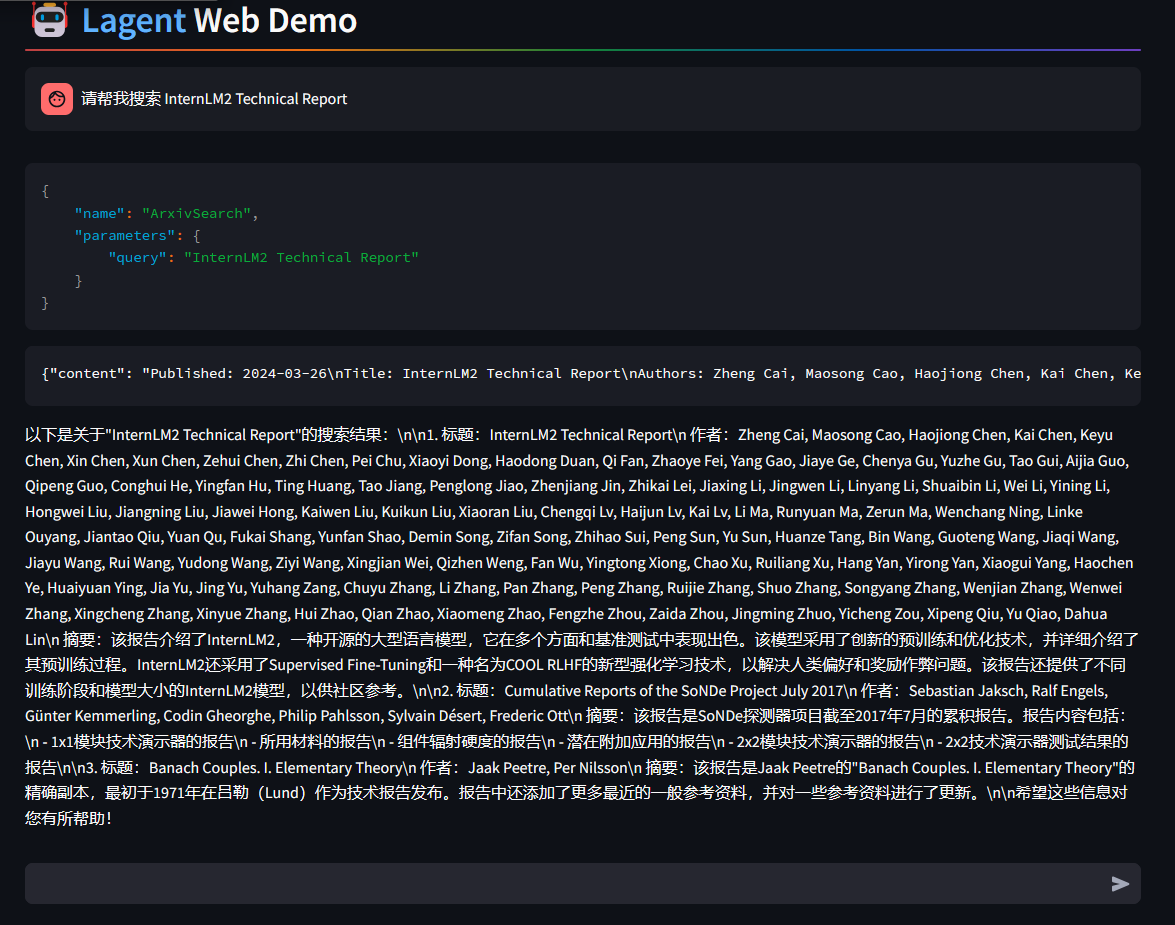 Lagent Web Demo
请帮我搜索 InternLM2 Technical Report
{
"name": "ArxivSearch",
"parameters": {
"query": "InternLM2 Technical Report"
}
}
{"content": "Published: 2024-03-26\nTitle: InternLM2 Technical Report\nAuthors: Zheng Cai, Maosong Cao, Haojiong Chen, Kai Chen, Ke
以下是关于"InternLM2 Technical Report"的搜索结果：\n\n1. 标题：InternLM2 Technical Report\n 作者：Zheng Cai, Maosong Cao, Haojiong Chen, Kai Chen, Keyu
Chen, Xin Chen, Xun Chen, Zehui Chen, Zhi Chen, Pei Chu, Xiaoyi Dong, Haodong Duan, Qi Fan, Zhaoye Fei, Yang Gao, Jiaye Ge, Chenya Gu, Yuzhe Gu, Tao Gui, Aijia Guo,
Qipeng Guo, Conghui He, Yingfan Hu, Ting Huang, Tao Jiang, Penglong Jiao, Zhenjiang Jin, Zhikai Lei, Jiaxing Li, Jingwen Li, Linyang Li, Shuaibin Li, Wei Li, Yining Li,
Hongwei Liu, Jiangning Liu, Jiawei Hong, Kaiwen Liu, Kuikun Liu, Xiaoran Liu, Chengqi Lv, Haijun Lv, Kai Lv, Li Ma, Runyuan Ma, Zerun Ma, Wenchang Ning, Linke
Ouyang, Jiantao Qiu, Yuan Qu, Fukai Shang, Yunfan Shao, Demin Song, Zifan Song, Zhihao Sui, Peng Sun, Yu Sun, Huanze Tang, Bin Wang, Guoteng Wang, Jiaqi Wang,
Jiayu Wang, Rui Wang, Yudong Wang, Ziyi Wang, Xingjian Wei, Qizhen Weng, Fan Wu, Yingtong Xiong, Chao Xu, Ruiliang Xu, Hang Yan, Yirong Yan, Xiaogui Yang, Haochen
Ye, Huaiyuan Ying, Jia Yu, Jing Yu, Yuhang Zang, Chuyu Zhang, Li Zhang, Pan Zhang, Peng Zhang, Ruijie Zhang, Shuo Zhang, Songyang Zhang, Wenjian Zhang, Wenwei
Zhang, Xingcheng Zhang, Xinyue Zhang, Hui Zhao, Qian Zhao, Xiaomeng Zhao, Fengzhe Zhou, Zaida Zhou, Jingming Zhuo, Yicheng Zou, Xipeng Qiu, Yu Qiao, Dahua
Lin\n 摘要：该报告介绍了InternLM2，一种开源的大型语言模型，它在多个方面和基准测试中表现出色。该模型采用了创新的预训练和优化技术，并详细介绍了
其预训练过程。InternLM2还采用了Supervised Fine-Tuning和一种名为COOL RLHF的新型强化学习技术，以解决人类偏好和奖励作弊问题。该报告还提供了不同
训练阶段和模型大小的InternLM2模型，以供社区参考。\n\n2. 标题：Cumulative Reports of the SoNDe Project July 2017\n 作者：Sebastian Jaksch, Ralf Engels,
Günter Kemmerling, Codin Gheorghe, Philip Pahlsson, Sylvain Désert, Frederic Ott\n 摘要：该报告是SoNDe探测器项目截至2017年7月的累积报告。报告内容包括：
\n - 1x1模块技术演示器的报告\n - 所用材料的报告\n - 组件辐射硬度的报告\n - 潜在附加应用的报告\n - 2x2模块技术演示器的报告\n - 2x2技术演示器测试结果的
报告\n\n3. 标题：Banach Couples. I. Elementary Theory\n 作者：Jaak Peetre, Per Nilsson\n 摘要：该报告是Jaak Peetre的"Banach Couples. I. Elementary Theory"的
精确副本，最初于1971年在吕勒（Lund）作为技术报告发布。报告中还添加了更多最近的一般参考资料，并对一些参考资料进行了更新。\n\n希望这些信息对
您有所帮助！